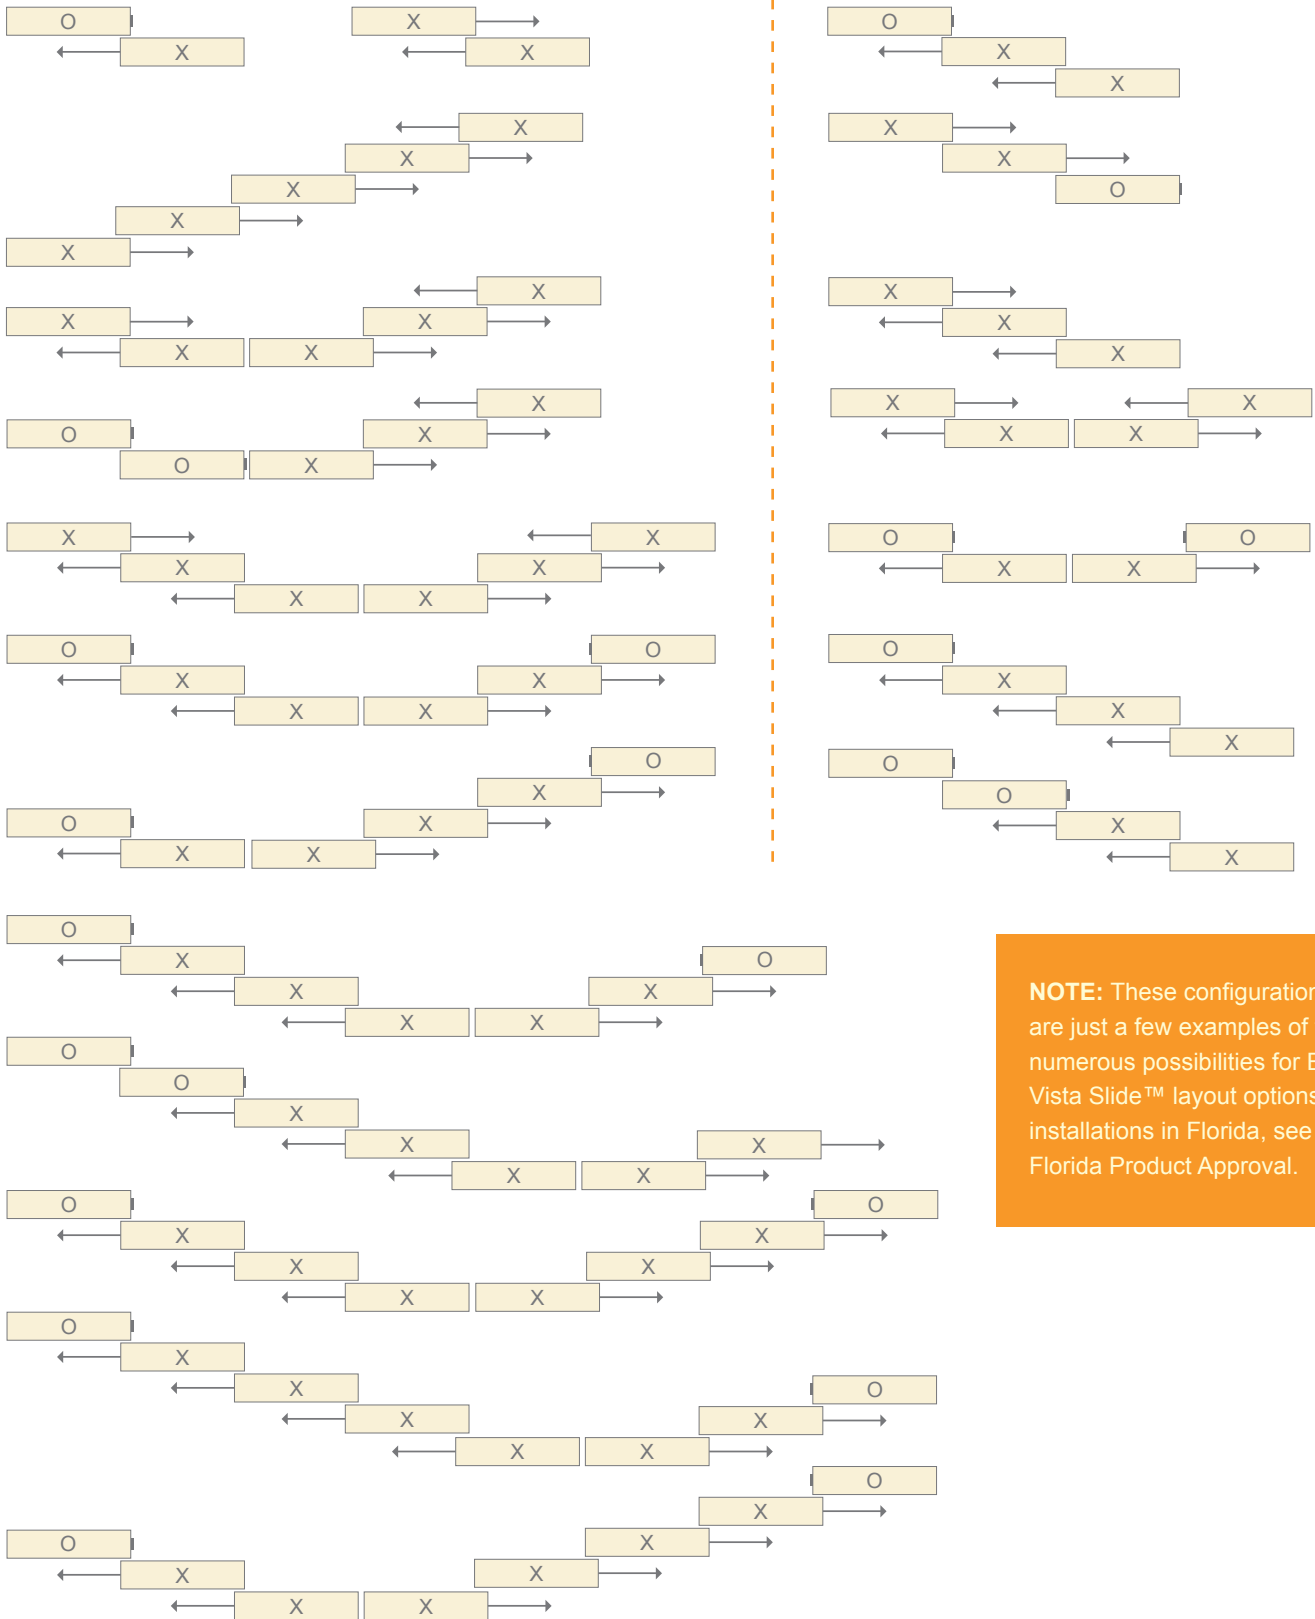 O
X
X
X
X
X
X
X
X
X
X X
X X
X
O X
O X
X X
X X
X X
O O
X X
X X
O
X
O X
X X
O
X
X
X
X
O
X
X
X
X X
X X
O O
X X
O
X
X
X
O
O
X
X
O
X O
X X
X X
O
O
X
X X
X X
O O
X X
X X
X X
O
X
X O
X X
X X
O
X
O X
X X
X X
NOTE: These configuration
are just a few examples of
numerous possibilities for
Vista Slide™ layout options
installations in Florida, see
Florida Product Approval.